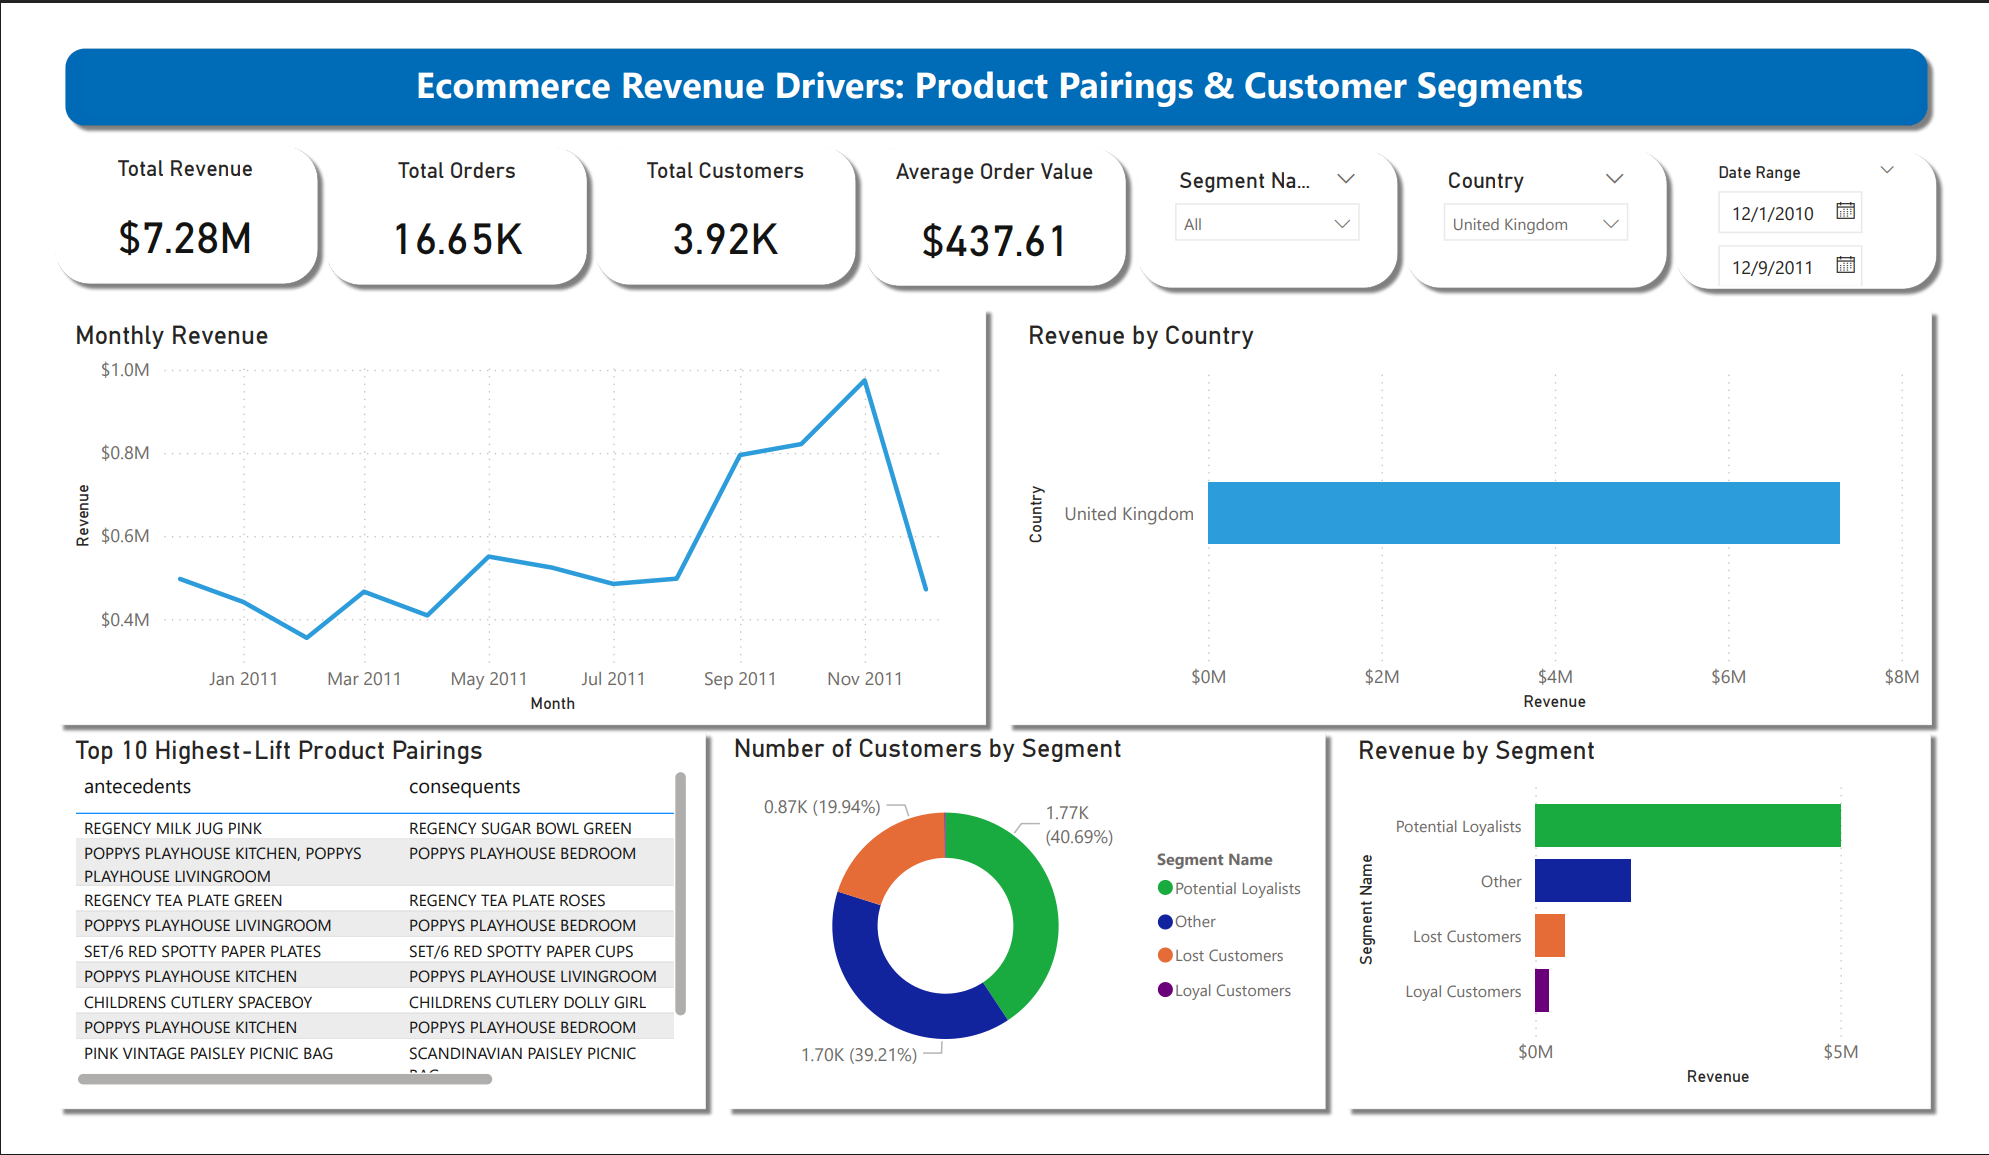 Ecommerce Revenue Drivers: Product Pairings & Customer Segments
Total Revenue
$7.28M
Total Orders
16.65K
Total Customers
3.92K
Average Order Value
$437.61
Segment Na...
All
Country
United Kingdom
Date Range
12/1/2010
12/9/2011
Monthly Revenue
$1.0M
$0.8M
$0.6M
$0.4M
Revenue
Jan 2011
Mar 2011
May 2011
Jul 2011
Sep 2011
Nov 2011
Month
Revenue by Country
Country
United Kingdom
$0M
$2M
$4M
$6M
$8M
Revenue
Top 10 Highest-Lift Product Pairings
antecedents consequents
REGENCY MILK JUG PINK REGENCY SUGAR BOWL GREEN
POPPYS PLAYHOUSE KITCHEN, POPPYS POPPYS PLAYHOUSE BEDROOM
PLAYHOUSE LIVINGROOM
REGENCY TEA PLATE GREEN REGENCY TEA PLATE ROSES
POPPYS PLAYHOUSE LIVINGROOM POPPYS PLAYHOUSE BEDROOM
SET/6 RED SPOTTY PAPER PLATES SET/6 RED SPOTTY PAPER CUPS
POPPYS PLAYHOUSE KITCHEN POPPYS PLAYHOUSE LIVINGROOM
CHILDRENS CUTLERY SPACEBOY CHILDRENS CUTLERY DOLLY GIRL
POPPYS PLAYHOUSE KITCHEN POPPYS PLAYHOUSE BEDROOM
PINK VINTAGE PAISLEY PICNIC BAG SCANDINAVIAN PAISLEY PICNIC
Number of Customers by Segment
0.87K (19.94%)
1.77K
(40.69%)
1.70K (39.21%)
Segment Name
Potential Loyalists
Other
Lost Customers
Loyal Customers
Revenue by Segment
Segment Name
Potential Loyalists
Other
Lost Customers
Loyal Customers
$0M
$5M
Revenue